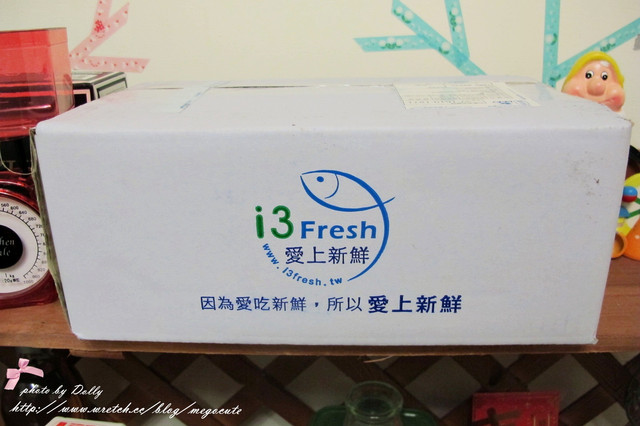 i3 Fresh
愛上新鮮
www.i3fresh.tw
因為愛吃新鮮，所以 愛上新鮮
photo by Dolly
http://www.wretch.cc/blog/megocute